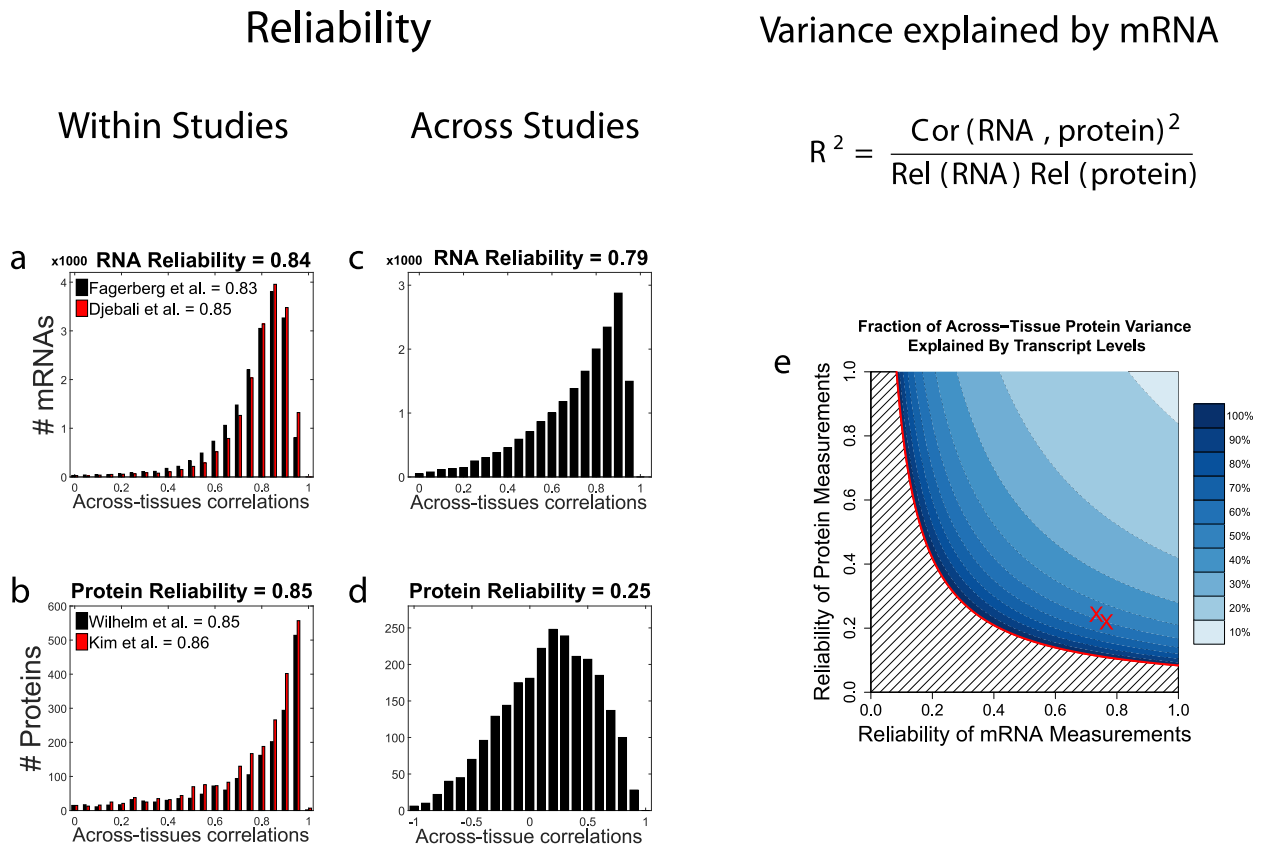 Reliability
Variance explained by mRNA
Within Studies
Across Studies
R² = Cor (RNA , protein)²
Rel (RNA) Rel (protein)
a
x1000
RNA Reliability = 0.84
Fagerberg et al. = 0.83
Djebali et al. = 0.85
# mRNAs
4
3
2
1
0
0
0.2
0.4
0.6
0.8
1
Across-tissues correlations
c
x1000
RNA Reliability = 0.79
3
2
1
0
0
0.2
0.4
0.6
0.8
1
Across-tissues correlations
b
Protein Reliability = 0.85
Wilhelm et al. = 0.85
Kim et al. = 0.86
# Proteins
600
500
400
300
200
100
0
0
0.2
0.4
0.6
0.8
1
Across-tissues correlations
d
Protein Reliability = 0.25
250
200
150
100
50
0
-1
-0.5
0
0.5
1
Across-tissue correlations
e
Fraction of Across−Tissue Protein Variance
Explained By Transcript Levels
Reliability of Protein Measurements
1.0
0.8
0.6
0.4
0.2
0.0
X
X
0.0
0.2
0.4
0.6
0.8
1.0
Reliability of mRNA Measurements
100%
90%
80%
70%
60%
50%
40%
30%
20%
10%